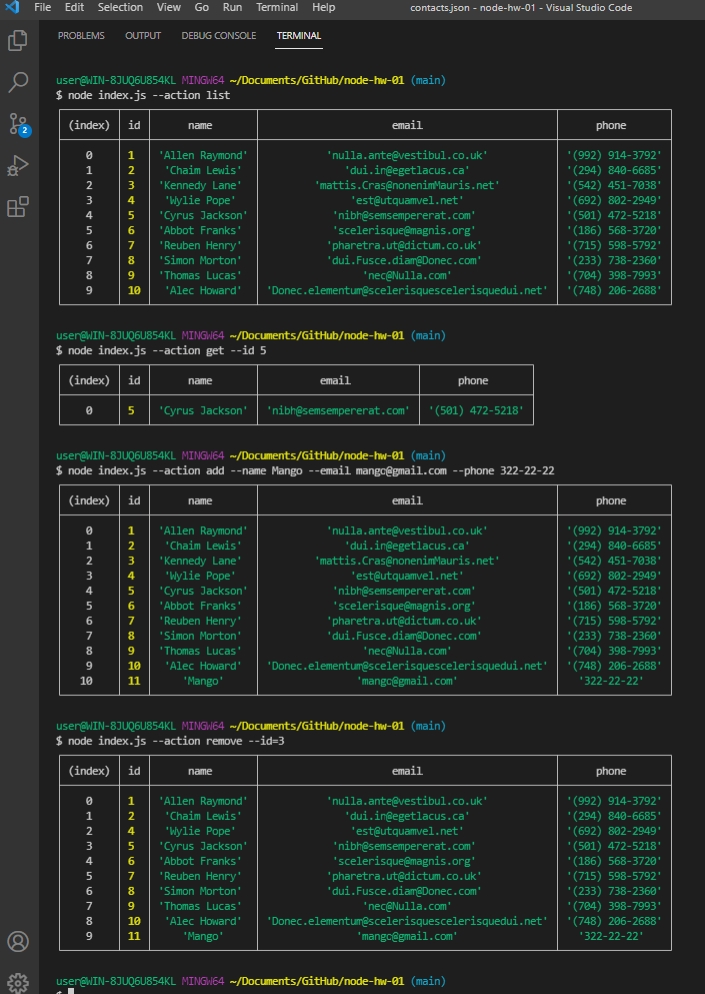 File Edit Selection View Go Run Terminal Help contacts.json - node-hw-01 - Visual Studio Code
PROBLEMS OUTPUT DEBUG CONSOLE TERMINAL
user@WIN-8JUQ6U854KL MINGW64 ~/Documents/GitHub/node-hw-01 (main)
$ node index.js --action list
(index) id name email phone
0 1 'Allen Raymond' 'nulla.ante@vestibul.co.uk' '(992) 914-3792'
1 2 'Chaim Lewis' 'dui.in@egetlacus.ca' '(294) 840-6685'
2 3 'Kennedy Lane' 'mattis.Cras@nonenimMauris.net' '(542) 451-7038'
3 4 'Wylie Pope' 'est@utquamvel.net' '(692) 802-2949'
4 5 'Cyrus Jackson' 'nibh@semsempererat.com' '(501) 472-5218'
5 6 'Abbot Franks' 'scelerisque@magnis.org' '(186) 568-3720'
6 7 'Reuben Henry' 'pharetra.ut@dictum.co.uk' '(715) 598-5792'
7 8 'Simon Morton' 'dui.Fusce.diam@Donec.com' '(233) 738-2360'
8 9 'Thomas Lucas' 'nec@Nulla.com' '(704) 398-7993'
9 10 'Alec Howard' 'Donec.elementum@scelerisquescelerisquedui.net' '(748) 206-2688'
user@WIN-8JUQ6U854KL MINGW64 ~/Documents/GitHub/node-hw-01 (main)
$ node index.js --action get --id 5
(index) id name email phone
0 5 'Cyrus Jackson' 'nibh@semsempererat.com' '(501) 472-5218'
user@WIN-8JUQ6U854KL MINGW64 ~/Documents/GitHub/node-hw-01 (main)
$ node index.js --action add --name Mango --email mango@gmail.com --phone 322-22-22
(index) id name email phone
0 1 'Allen Raymond' 'nulla.ante@vestibul.co.uk' '(992) 914-3792'
1 2 'Chaim Lewis' 'dui.in@egetlacus.ca' '(294) 840-6685'
2 3 'Kennedy Lane' 'mattis.Cras@nonenimMauris.net' '(542) 451-7038'
3 4 'Wylie Pope' 'est@utquamvel.net' '(692) 802-2949'
4 5 'Cyrus Jackson' 'nibh@semsempererat.com' '(501) 472-5218'
5 6 'Abbot Franks' 'scelerisque@magnis.org' '(186) 568-3720'
6 7 'Reuben Henry' 'pharetra.ut@dictum.co.uk' '(715) 598-5792'
7 8 'Simon Morton' 'dui.Fusce.diam@Donec.com' '(233) 738-2360'
8 9 'Thomas Lucas' 'nec@Nulla.com' '(704) 398-7993'
9 10 'Alec Howard' 'Donec.elementum@scelerisquescelerisquedui.net' '(748) 206-2688'
10 11 'Mango' 'mango@gmail.com' '322-22-22'
user@WIN-8JUQ6U854KL MINGW64 ~/Documents/GitHub/node-hw-01 (main)
$ node index.js --action remove --id=3
(index) id name email phone
0 1 'Allen Raymond' 'nulla.ante@vestibul.co.uk' '(992) 914-3792'
1 2 'Chaim Lewis' 'dui.in@egetlacus.ca' '(294) 840-6685'
2 4 'Wylie Pope' 'est@utquamvel.net' '(692) 802-2949'
3 5 'Cyrus Jackson' 'nibh@semsempererat.com' '(501) 472-5218'
4 6 'Abbot Franks' 'scelerisque@magnis.org' '(186) 568-3720'
5 7 'Reuben Henry' 'pharetra.ut@dictum.co.uk' '(715) 598-5792'
6 8 'Simon Morton' 'dui.Fusce.diam@Donec.com' '(233) 738-2360'
7 9 'Thomas Lucas' 'nec@Nulla.com' '(704) 398-7993'
8 10 'Alec Howard' 'Donec.elementum@scelerisquescelerisquedui.net' '(748) 206-2688'
9 11 'Mango' 'mango@gmail.com' '322-22-22'
user@WIN-8JUQ6U854KL MINGW64 ~/Documents/GitHub/node-hw-01 (main)
$
2